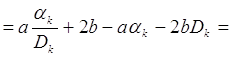 = a α_k / D_k + 2b − aα_k − 2bD_k =